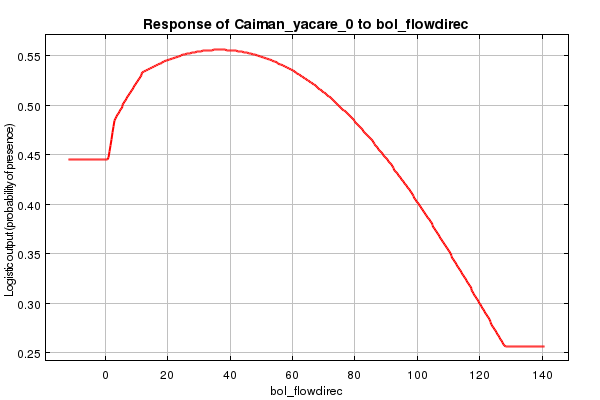 Response of Caiman_yacare_0 to bol_flowdirec
Logistic output (probability of presence)
0.55
0.50
0.45
0.40
0.35
0.30
0.25
0 20 40 60 80 100 120 140
bol_flowdirec